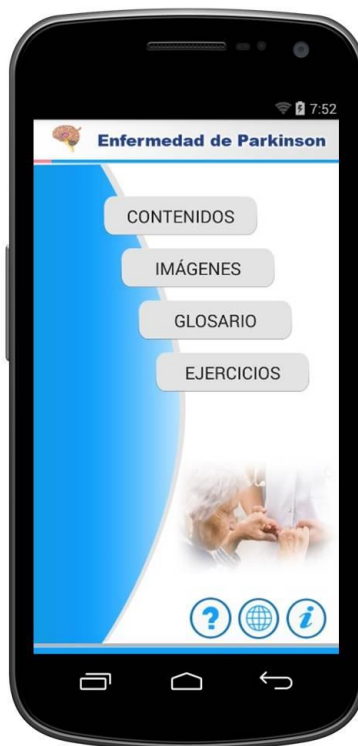 7:52
Enfermedad de Parkinson
CONTENIDOS
IMÁGENES
GLOSARIO
EJERCICIOS
?
i